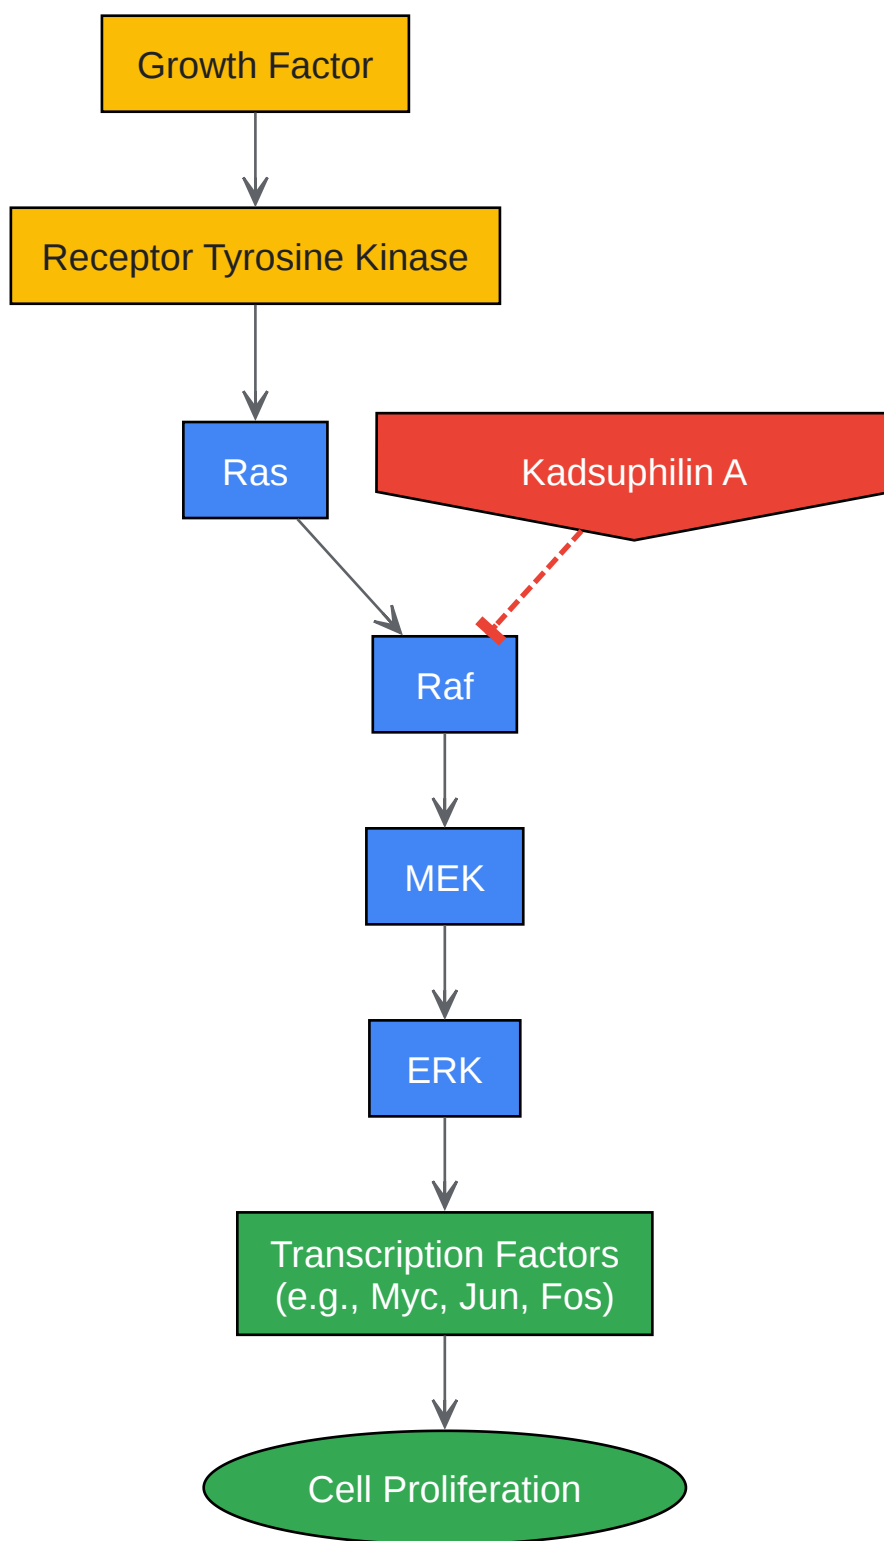 Growth Factor
Receptor Tyrosine Kinase
Ras
Kadsuphilin A
Raf
MEK
ERK
Transcription Factors
(e.g., Myc, Jun, Fos)
Cell Proliferation